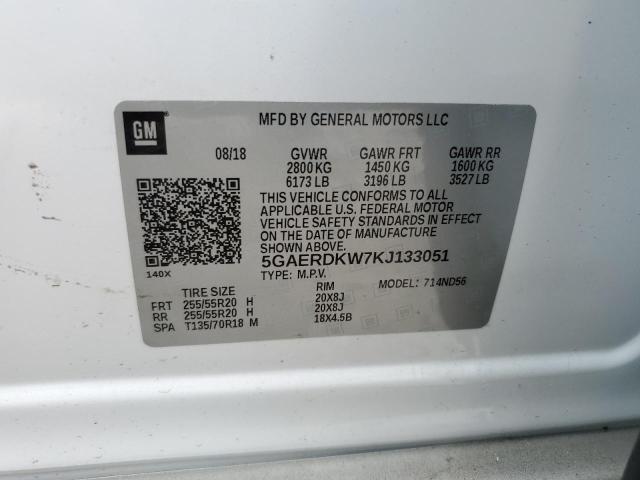 GM
MFD BY GENERAL MOTORS LLC
08/18 GVWR GAWR FRT GAWR RR
2800 KG 1450 KG 1600 KG
6173 LB 3196 LB 3527 LB
THIS VEHICLE CONFORMS TO ALL
APPLICABLE U.S. FEDERAL MOTOR
VEHICLE SAFETY STANDARDS IN EFFECT
ON THE DATE OF MANUFACTURE
SHOWN ABOVE.
140X
5GAERDKW7KJ133051
TYPE: M.P.V. MODEL: 714ND56
TIRE SIZE RIM
FRT 255/55R20 H 20X8J
RR 255/55R20 H 20X8J
SPA T135/70R18 M 18X4.5B